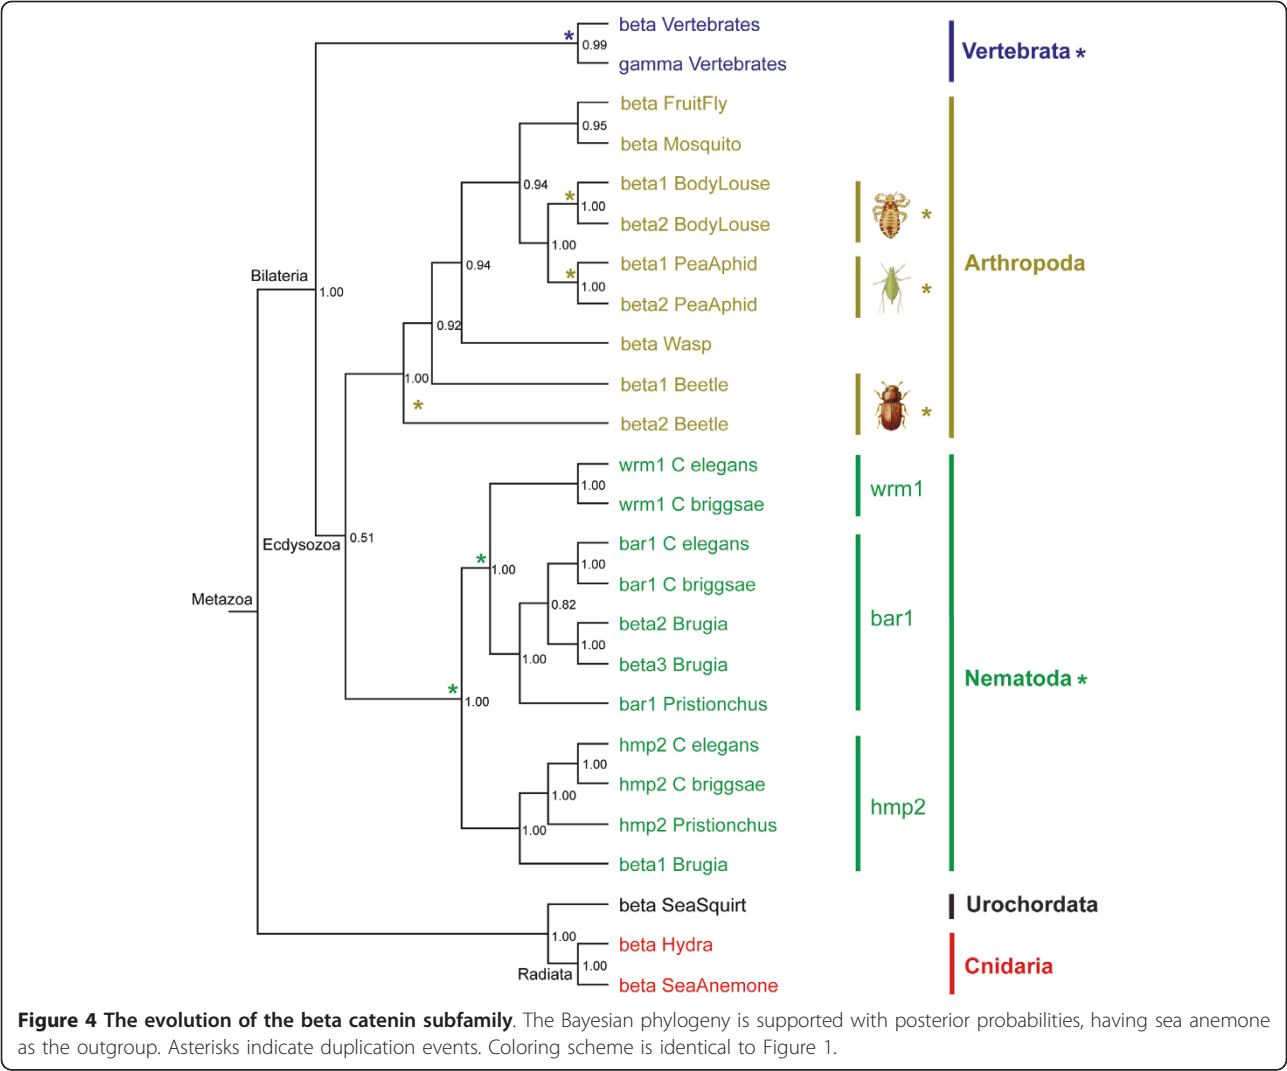 beta Vertebrates
* 0.99
Vertebrata *
gamma Vertebrates
beta FruitFly
0.95
beta Mosquito
0.94
beta1 BodyLouse
* 1.00
*
beta2 BodyLouse
1.00
beta1 PeaAphid
0.94
Arthropoda
* 1.00
*
beta2 PeaAphid
Bilateria
1.00
0.92
beta Wasp
1.00
beta1 Beetle
*
*
beta2 Beetle
wrm1 C elegans
1.00
wrm1
wrm1 C briggsae
Ecdysozoa
0.51
bar1 C elegans
* 1.00
1.00
bar1 C briggsae
Metazoa
0.82
bar1
beta2 Brugia
1.00
1.00
beta3 Brugia
Nematoda *
* 1.00
bar1 Pristionchus
hmp2 C elegans
1.00
hmp2 C briggsae
1.00
hmp2
hmp2 Pristionchus
1.00
beta1 Brugia
beta SeaSquirt
Urochordata
1.00
beta Hydra
1.00
Cnidaria
Radiata
beta SeaAnemone
Figure 4 The evolution of the beta catenin subfamily. The Bayesian phylogeny is supported with posterior probabilities, having sea anemone
as the outgroup. Asterisks indicate duplication events. Coloring scheme is identical to Figure 1.